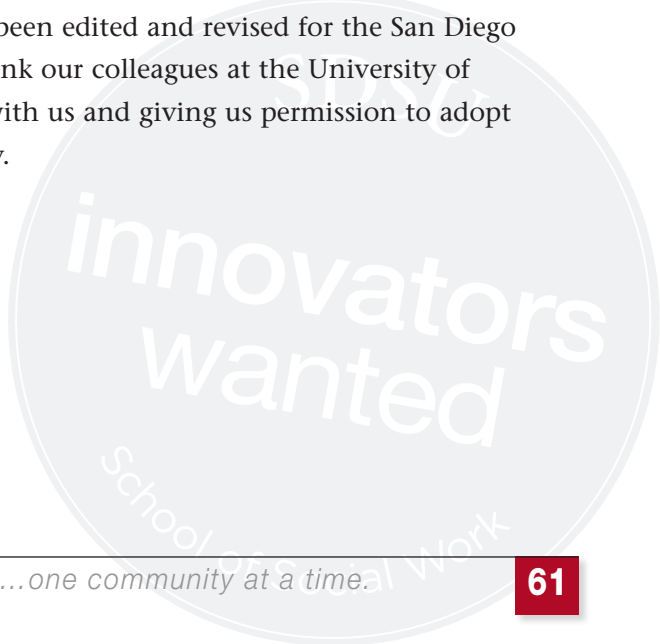 been edited and revised for the San Diego
nk our colleagues at the University of
with us and giving us permission to adopt
y.
SDSU
innovators
wanted
School of Social Work
...one community at a time.
61